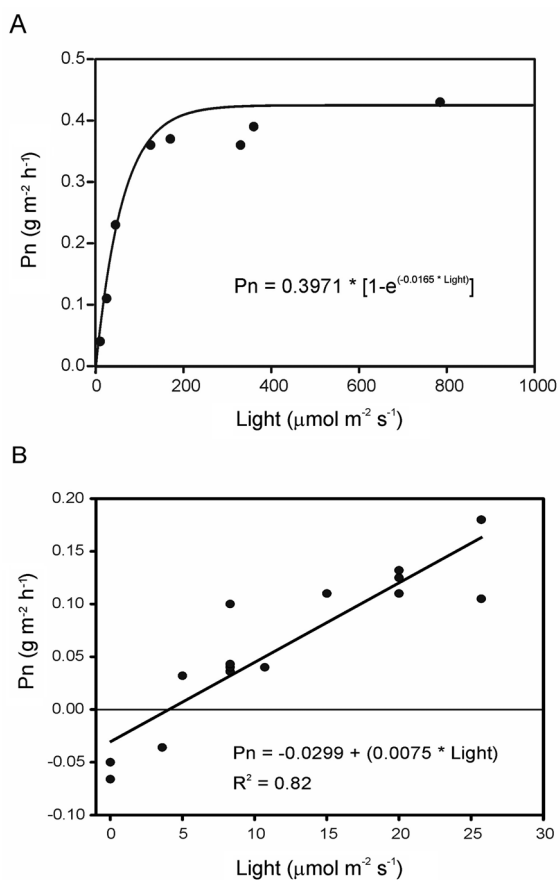 A
0.5
0.4
0.3
0.2
0.1
0.0
Pn (g m⁻² h⁻¹)
Pn = 0.3971 * [1-e^(-0.0165 * Light)]
0 200 400 600 800 1000
Light (μmol m⁻² s⁻¹)
B
0.20
0.15
0.10
0.05
0.00
-0.05
-0.10
Pn (g m⁻² h⁻¹)
Pn = -0.0299 + (0.0075 * Light)
R² = 0.82
0 5 10 15 20 25 30
Light (μmol m⁻² s⁻¹)